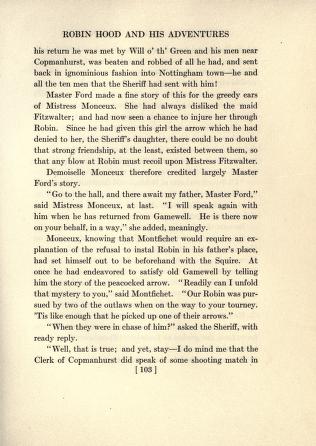 ROBIN HOOD AND HIS ADVENTURES
his return he was met by Will o' th' Green and his men near
Copmanhurst, was beaten and robbed of all he had, and sent
back in ignominious fashion into Nottingham town—he and
all the ten men that the Sheriff had sent with him!
Master Ford made a fine story of this for the greedy ears
of Mistress Monceux. She had always disliked the maid
Fitzwalter; and had now seen a chance to injure her through
Robin. Since he had given this girl the arrow which he had
denied to her, the Sheriff's daughter, there could be no doubt
that strong friendship, at the least, existed between them, so
that any blow at Robin must recoil upon Mistress Fitzwalter.
Demoiselle Monceux therefore credited largely Master
Ford's story.
"Go to the hall, and there await my father, Master Ford,"
said Mistress Monceux, at last. "I will speak again with
him when he has returned from Gamewell. He is there now
on your behalf, in a way," she added, meaningly.
Monceux, knowing that Montfichet would require an ex-
planation of the refusal to instal Robin in his father's place,
had set himself out to be beforehand with the Squire. At
once he had endeavored to satisfy old Gamewell by telling
him the story of the peacocked arrow. "Readily can I unfold
that mystery to you," said Montfichet. "Our Robin was pur-
sued by two of the outlaws when on the way to your tourney.
'Tis like enough that he picked up one of their arrows."
"When they were in chase of him?" asked the Sheriff, with
ready reply.
"Well, that is true; and yet, stay—I do mind me that the
Clerk of Copmanhurst did speak of some shooting match in
[ 103 ]